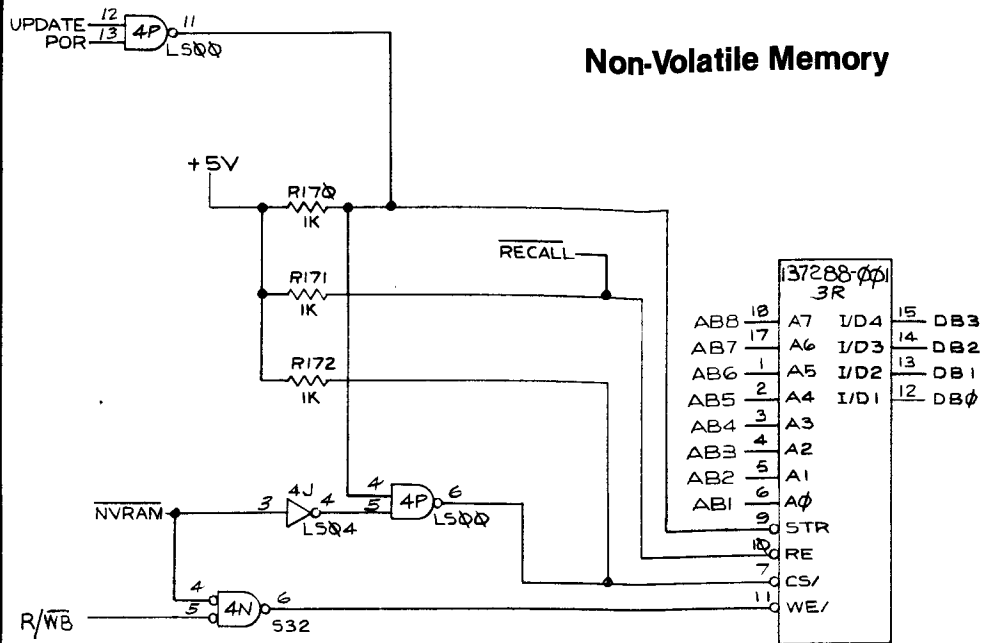 UPDATE 12
POR 13
4P
11
LS00
Non-Volatile Memory
+5V
R170
1K
RECALL
R171
1K
R172
1K
137288-001
3R
AB8 18 A7 I/D4 15 DB3
AB7 17 A6 I/D3 14 DB2
AB6 1 A5 I/D2 13 DB1
AB5 2 A4 I/D1 12 DB0
AB4 3 A3
AB3 4 A2
AB2 5 A1
AB1 6 A0
9 STR
10 RE
7 CS/
11 WE/
NVRAM 3 4J 4
LS04
4
5
4P
6
LS00
R/WB
4
5
4N
6
S32